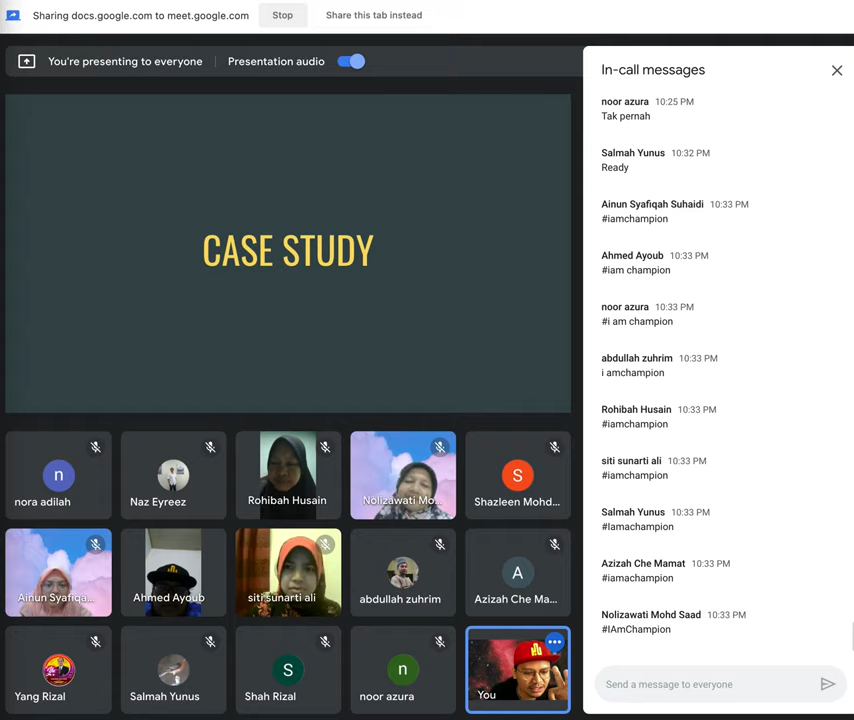 Sharing docs.google.com to meet.google.com
Stop
Share this tab instead
You're presenting to everyone
Presentation audio
CASE STUDY
nora adilah
Naz Eyreez
Rohibah Husain
Nolizawati Mo...
S
Shazleen Mohd...
n
Ainun Syafiqa...
Ahmed Ayoub
siti sunarti ali
abdullah zuhrim
A
Azizah Che Ma...
Yang Rizal
Salmah Yunus
S
Shah Rizal
n
noor azura
You
In-call messages
noor azura 10:25 PM
Tak pernah
Salmah Yunus 10:32 PM
Ready
Ainun Syafiqah Suhaidi 10:33 PM
#iamchampion
Ahmed Ayoub 10:33 PM
#iam champion
noor azura 10:33 PM
#i am champion
abdullah zuhrim 10:33 PM
i amchampion
Rohibah Husain 10:33 PM
#iamchampion
siti sunarti ali 10:33 PM
#iamchampion
Salmah Yunus 10:33 PM
#Iamachampion
Azizah Che Mamat 10:33 PM
#iamachampion
Nolizawati Mohd Saad 10:33 PM
#IAmChampion
Send a message to everyone